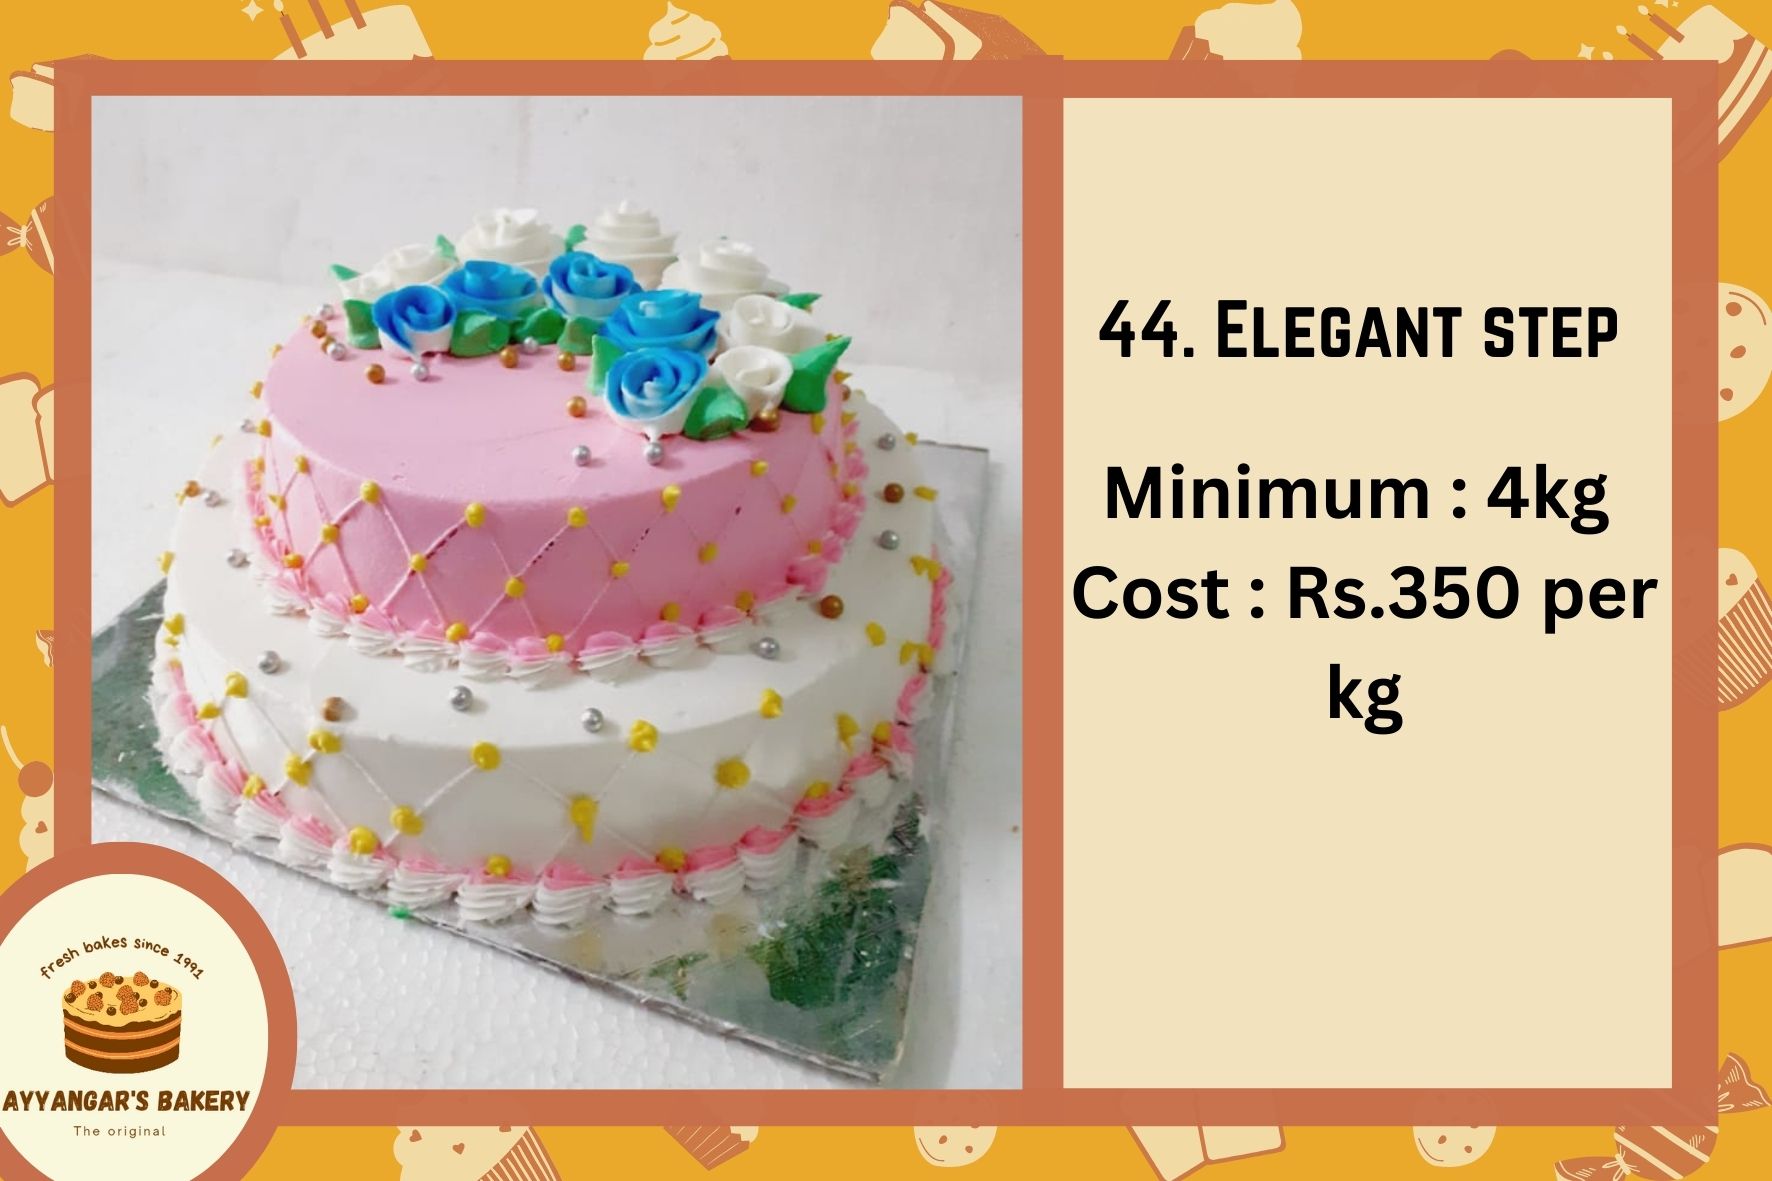 44. Elegant step
Minimum : 4kg
Cost : Rs.350 per
kg
fresh bakes since 1991
AYYANGAR'S BAKERY
The original